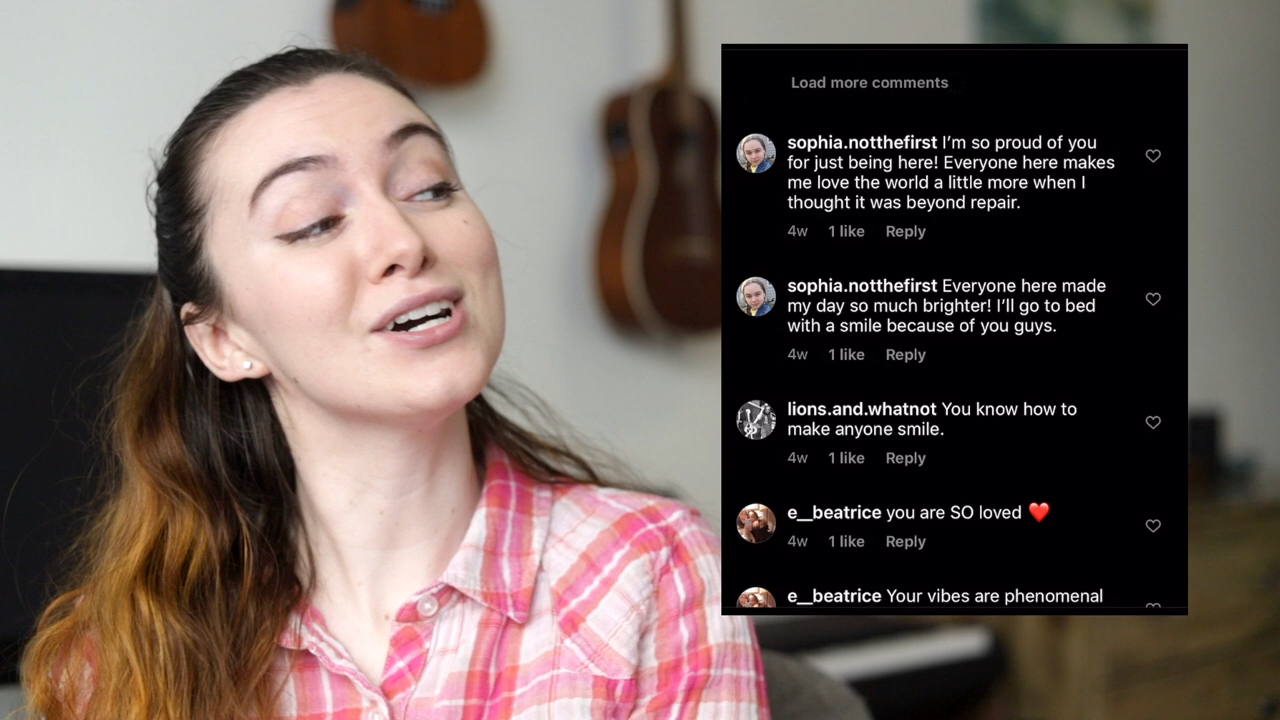 Load more comments
sophia.notthefirst I'm so proud of you
for just being here! Everyone here makes
me love the world a little more when I
thought it was beyond repair.
4w 1 like Reply
sophia.notthefirst Everyone here made
my day so much brighter! I'll go to bed
with a smile because of you guys.
4w 1 like Reply
lions.and.whatnot You know how to
make anyone smile.
4w 1 like Reply
e__beatrice you are SO loved ❤️
4w 1 like Reply
e__beatrice Your vibes are phenomenal